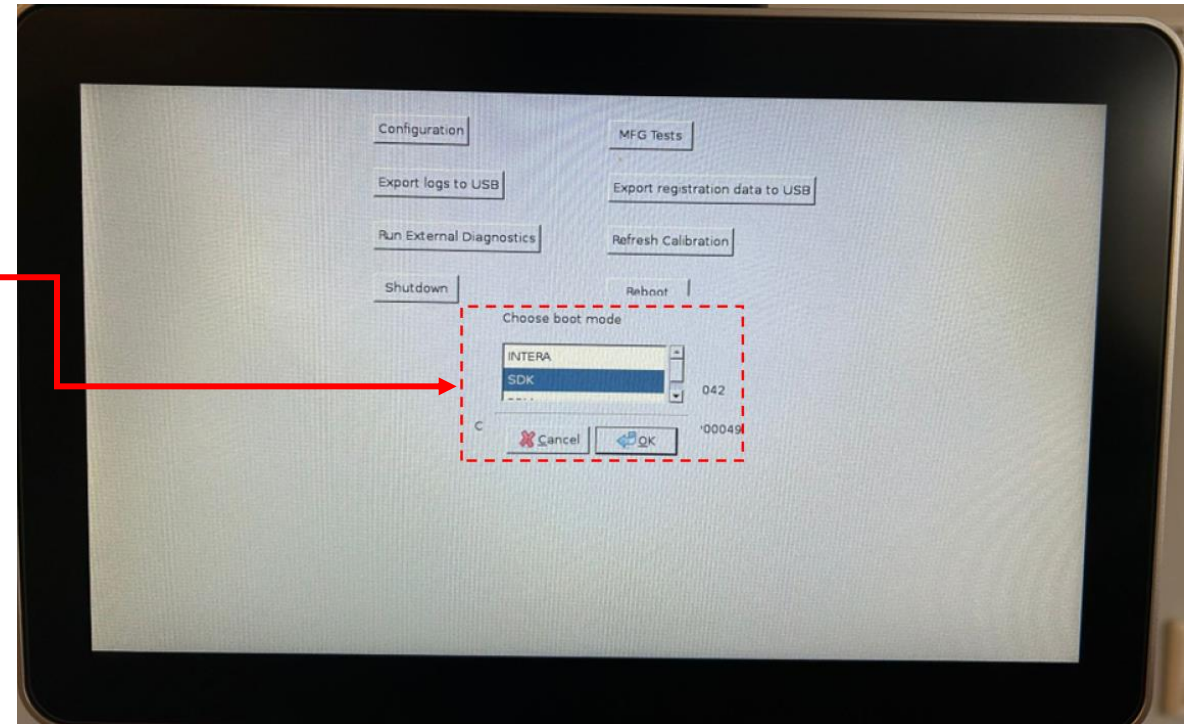 Configuration
MFG Tests
Export logs to USB
Export registration data to USB
Run External Diagnostics
Refresh Calibration
Shutdown
Reboot
Choose boot mode
INTERA
SDK
042
C
'00049
Cancel
OK